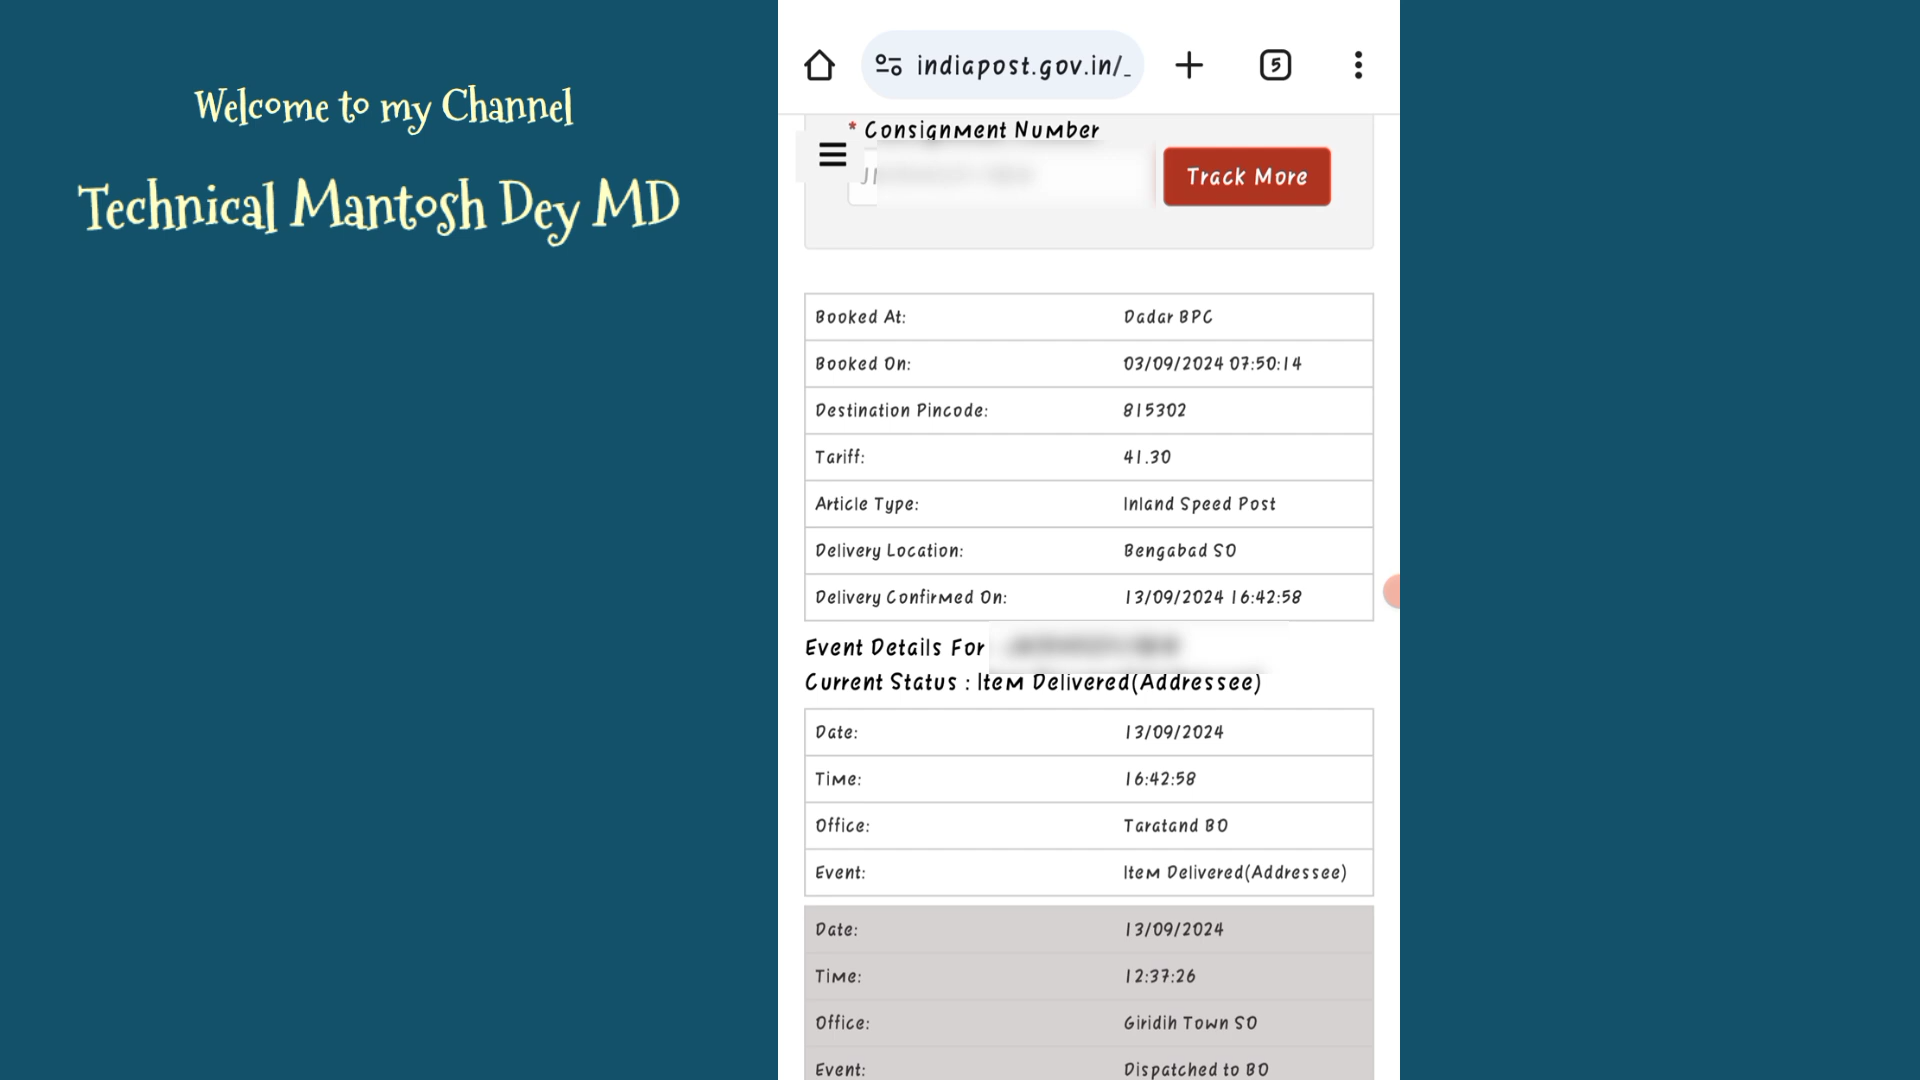 Welcome to my Channel
Technical Mantosh Dey MD
indiapost.gov.in/_
5
* Consignment Number
Track More
Booked At: Dadar BPC
Booked On: 03/09/2024 07:50:14
Destination Pincode: 815302
Tariff: 41.30
Article Type: Inland Speed Post
Delivery Location: Bengabad SO
Delivery Confirmed On: 13/09/2024 16:42:58
Event Details For
Current Status : Item Delivered(Addressee)
Date: 13/09/2024
Time: 16:42:58
Office: Taratand BO
Event: Item Delivered(Addressee)
Date: 13/09/2024
Time: 12:37:26
Office: Giridih Town SO
Event: Dispatched to BO